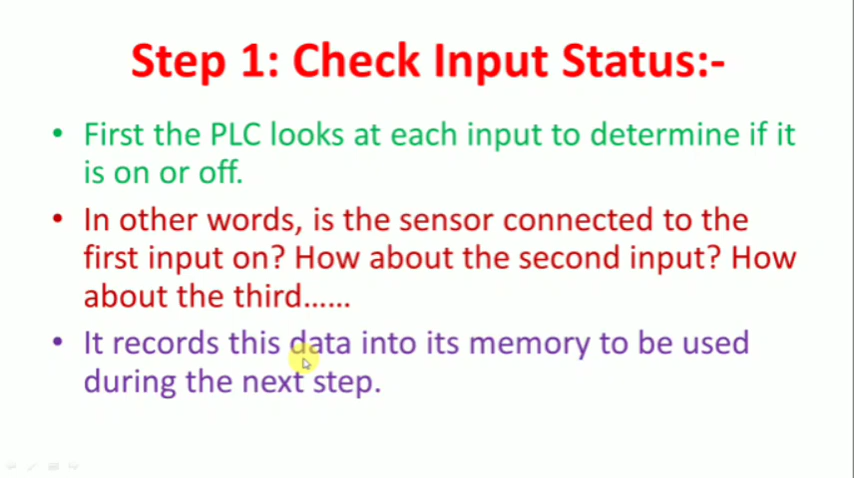 Step 1: Check Input Status:-
• First the PLC looks at each input to determine if it
is on or off.
• In other words, is the sensor connected to the
first input on? How about the second input? How
about the third......
• It records this data into its memory to be used
during the next step.